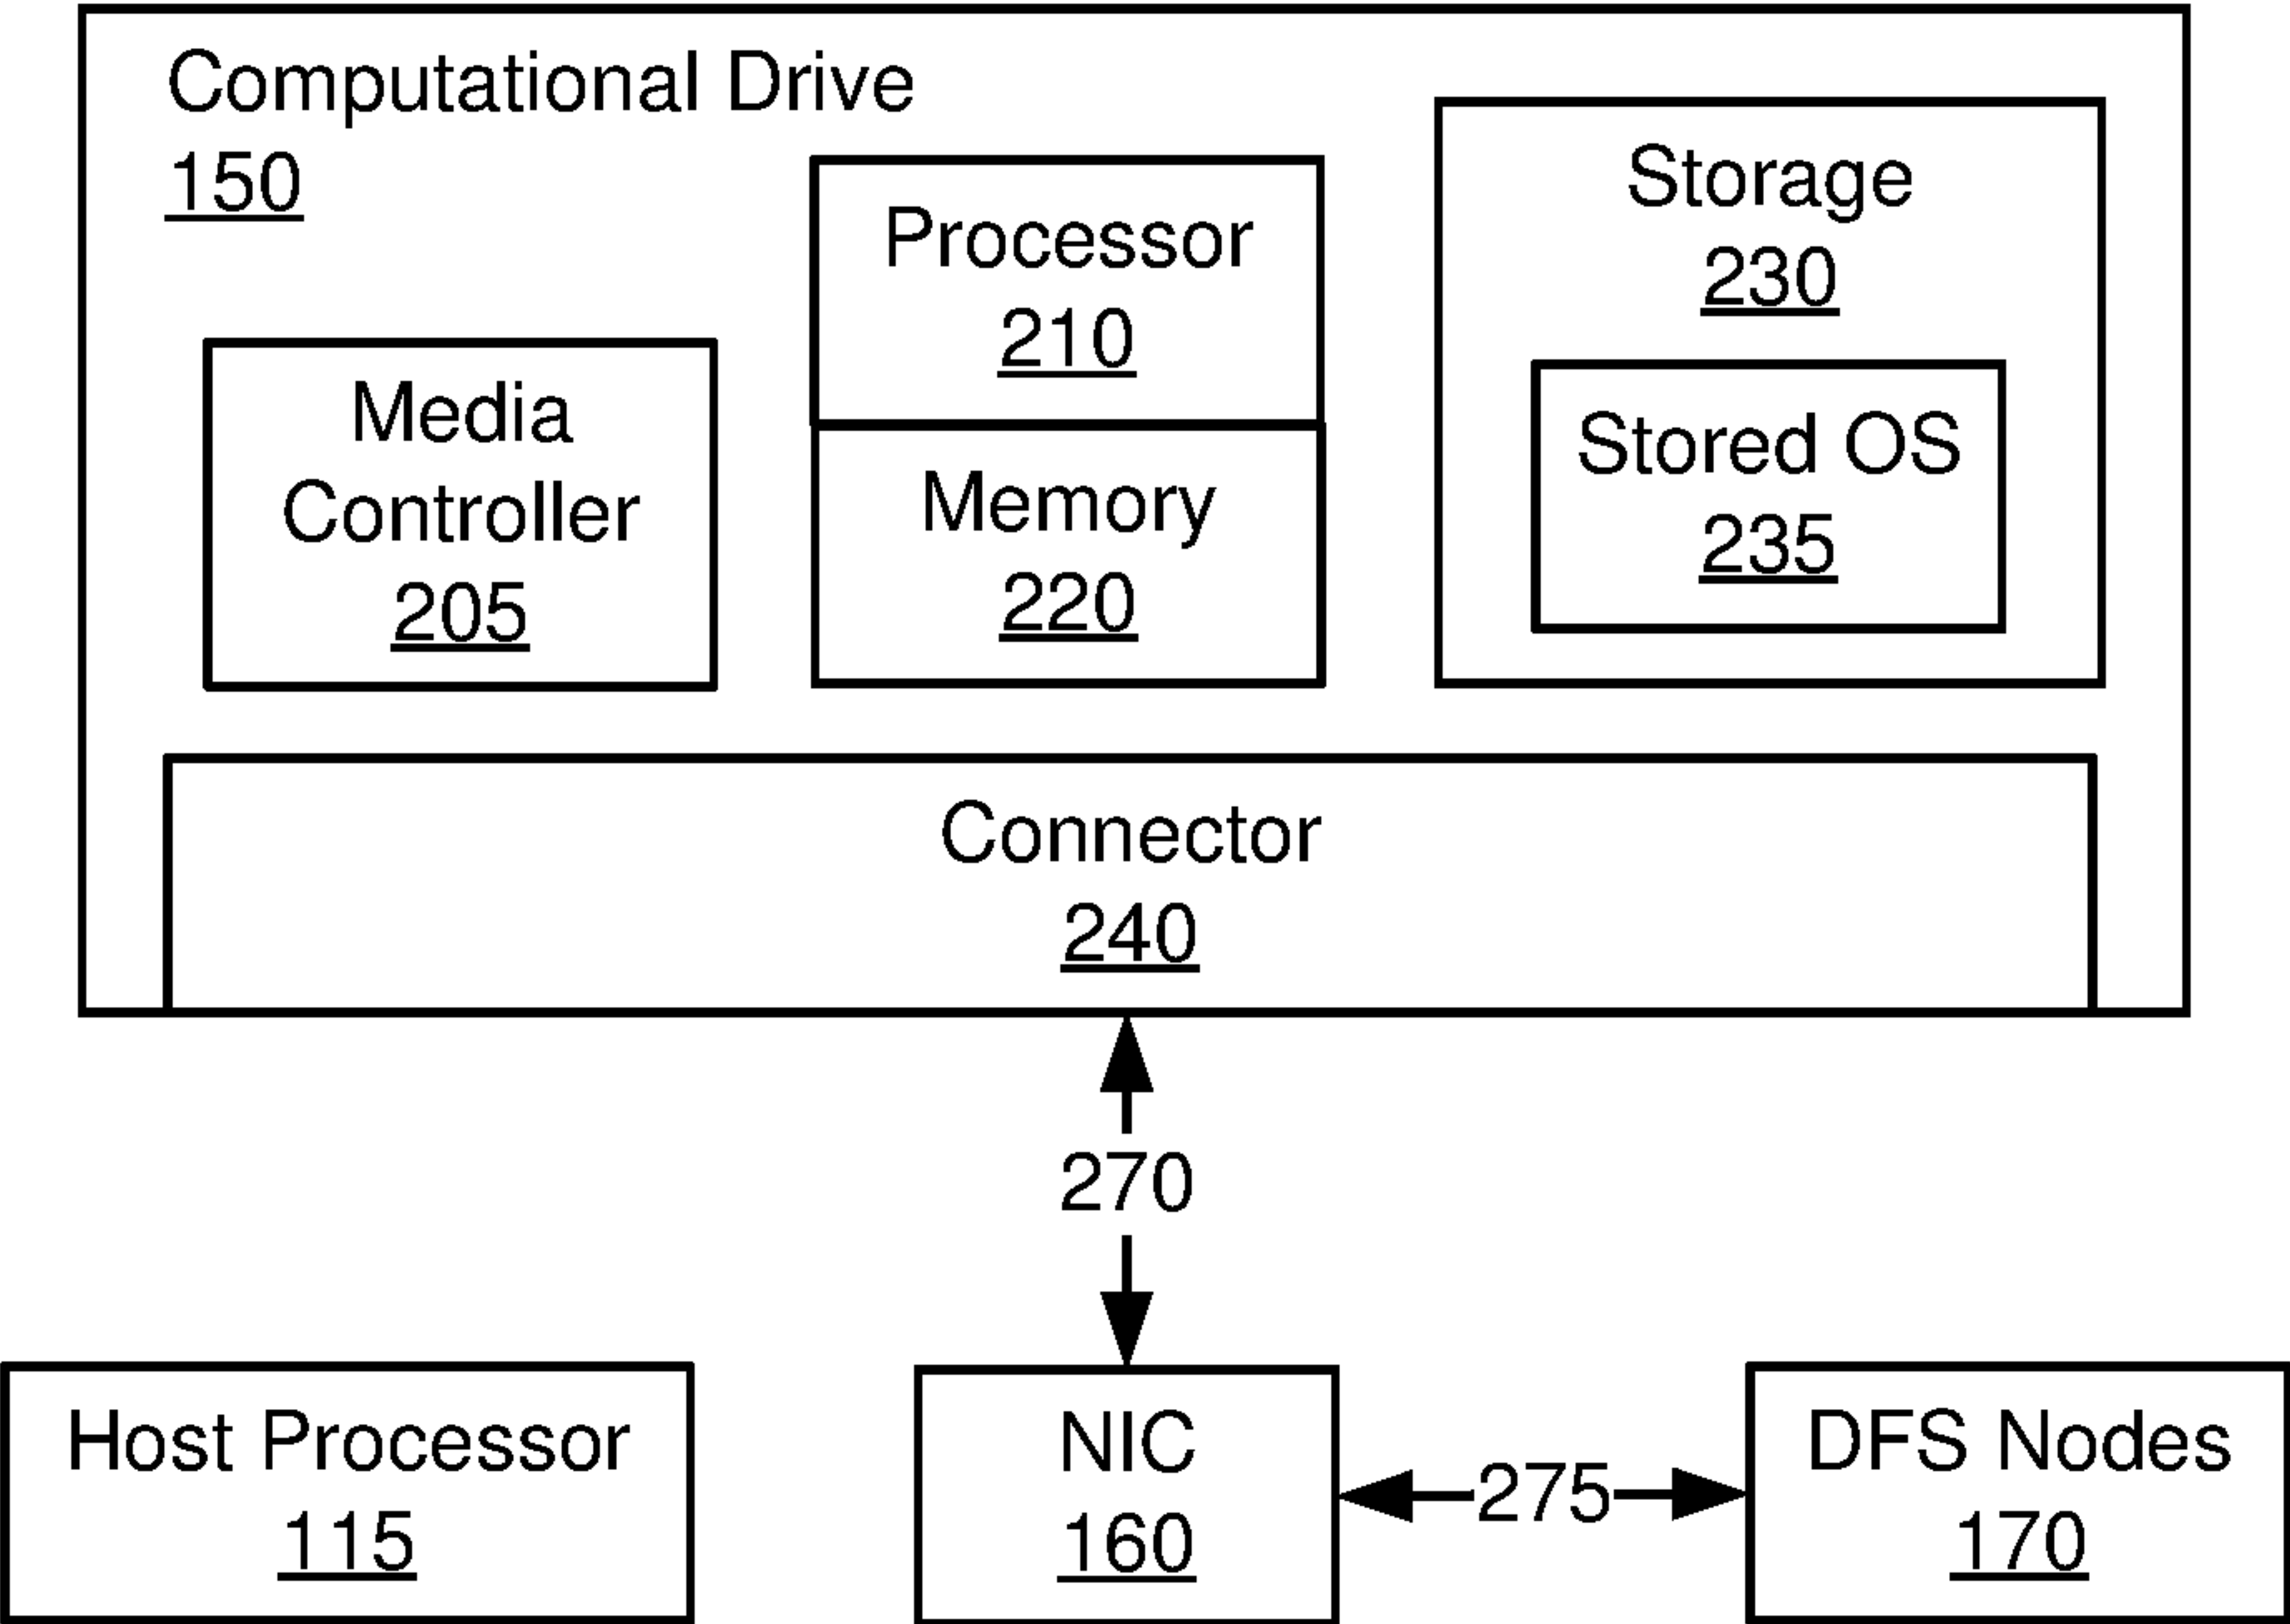 Computational Drive
150
Processor
210
Storage
230
Media
Controller
205
Memory
220
Stored OS
235
Connector
240
270
Host Processor
115
NIC
160
275
DFS Nodes
170